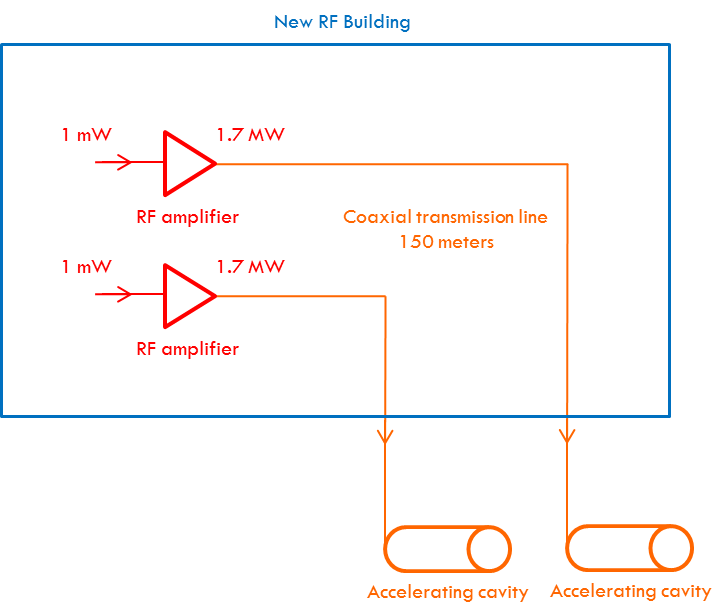 New RF Building
1 mW
1.7 MW
RF amplifier
Coaxial transmission line
150 meters
1 mW
1.7 MW
RF amplifier
Accelerating cavity
Accelerating cavity